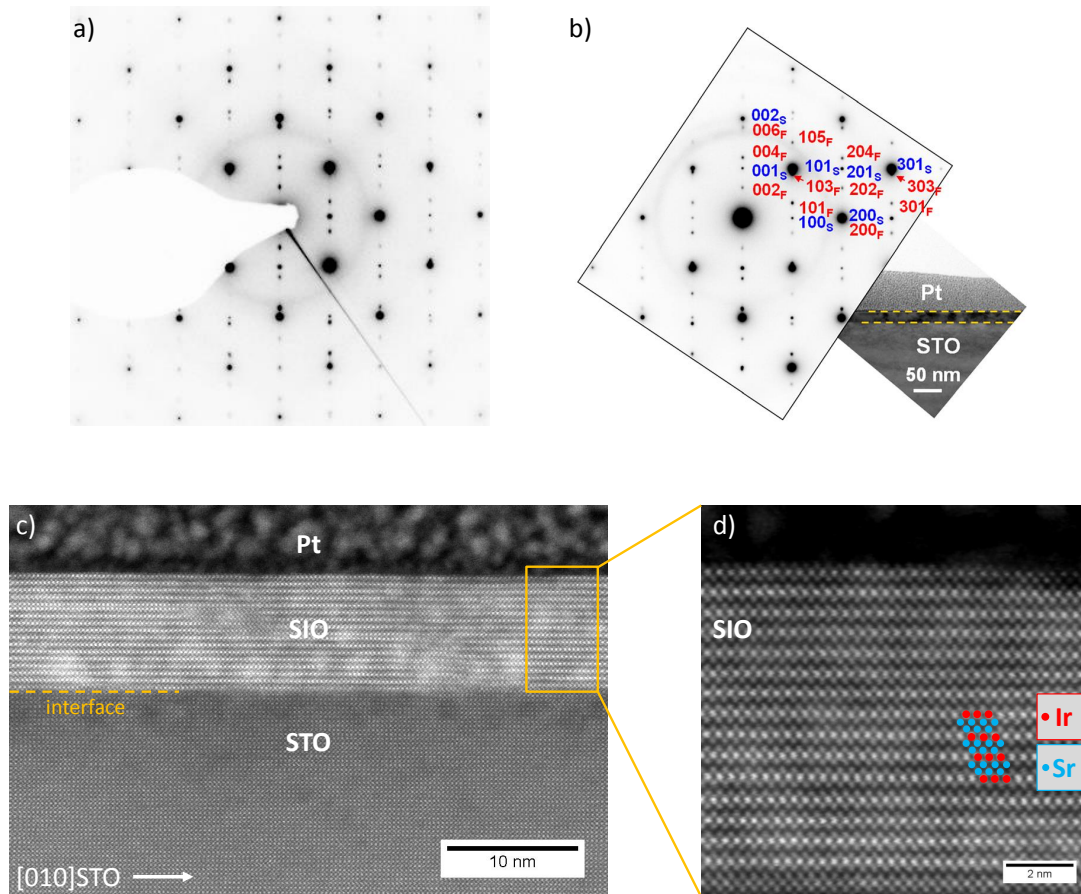 a)
b)
002S
006F
105F
004F
204F
001S
101S
201S
301S
002F
103F
202F
303F
101F
301F
100S
200S
200F
Pt
STO
50 nm
c)
Pt
SIO
interface
STO
[010]STO
10 nm
d)
SIO
Ir
Sr
2 nm